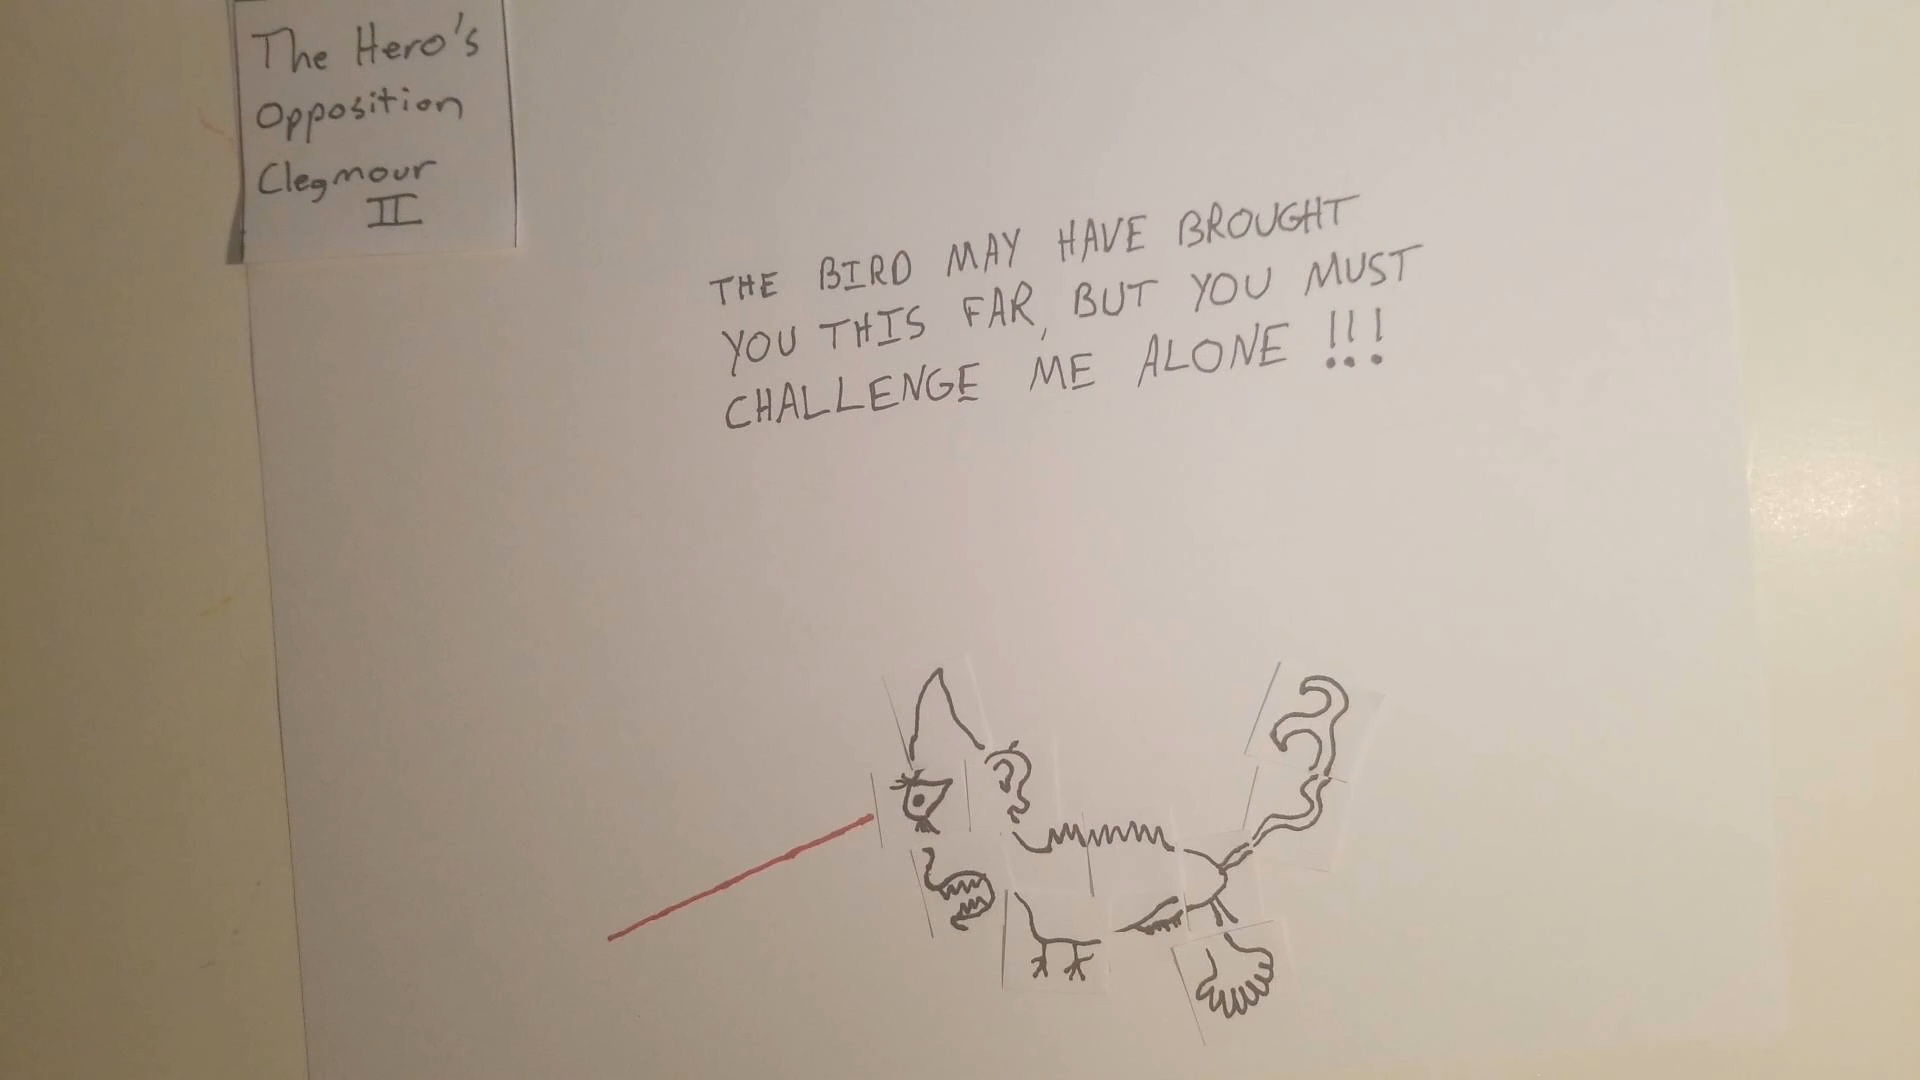 The Hero's
Opposition
Clegmour
II
THE BIRD MAY HAVE BROUGHT
YOU THIS FAR, BUT YOU MUST
CHALLENGE ME ALONE !!!